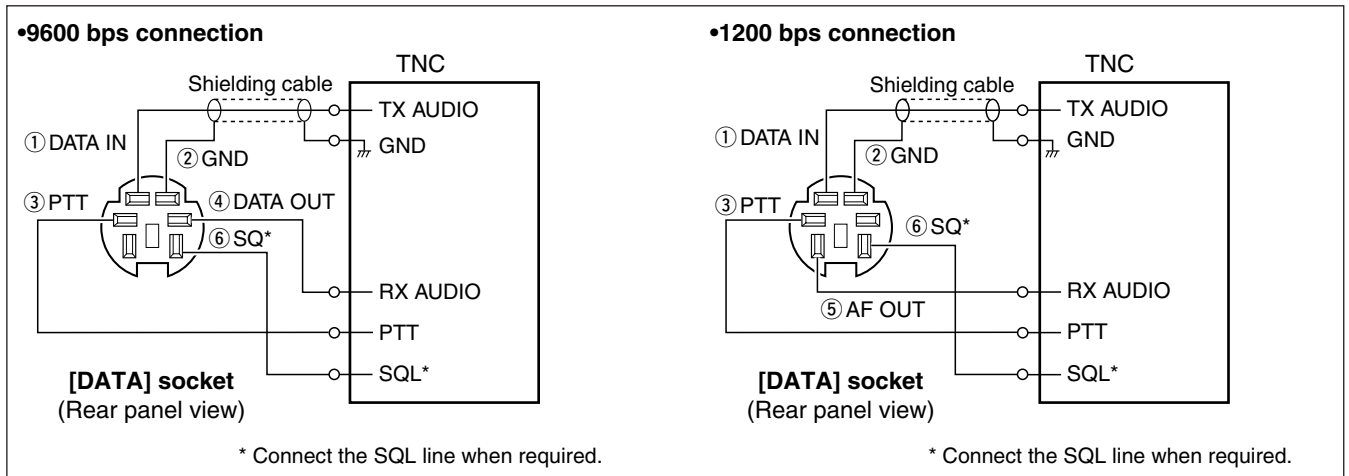 •9600 bps connection
TNC
Shielding cable
TX AUDIO
① DATA IN
② GND
GND
③ PTT
④ DATA OUT
⑥ SQ*
RX AUDIO
PTT
[DATA] socket
SQL*
(Rear panel view)
* Connect the SQL line when required.
•1200 bps connection
TNC
Shielding cable
TX AUDIO
① DATA IN
② GND
GND
③ PTT
⑥ SQ*
RX AUDIO
⑤ AF OUT
PTT
[DATA] socket
SQL*
(Rear panel view)
* Connect the SQL line when required.